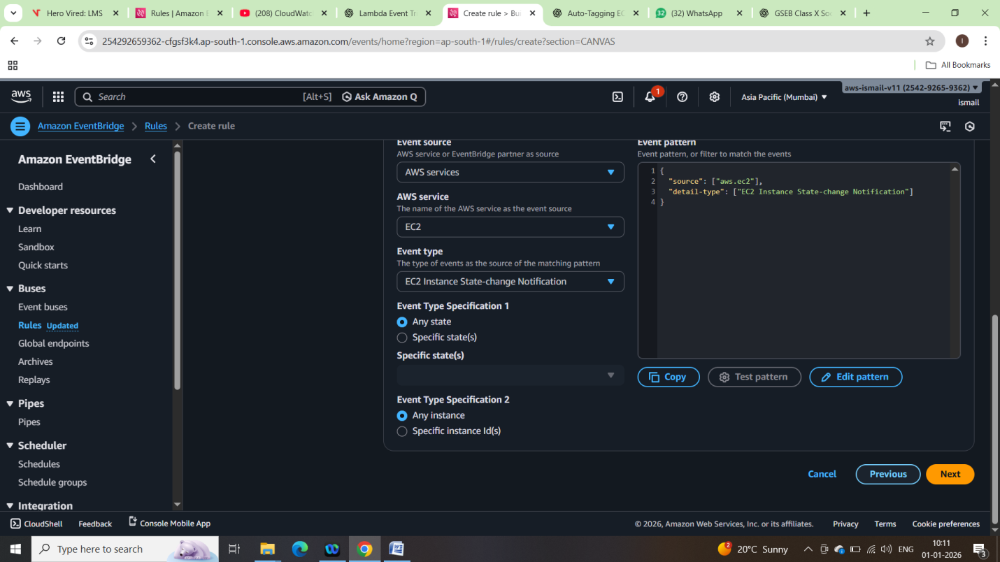 Hero Vired: LMS
Rules | Amazon E
(208) CloudWatc
Lambda Event Tr
Create rule > Bui
Auto-Tagging EC
32
(32) WhatsApp
GSEB Class X So
254292659362-cfgsf3k4.ap-south-1.console.aws.amazon.com/events/home?region=ap-south-1#/rules/create?section=CANVAS
I
All Bookmarks
aws
Search
[Alt+S]
Ask Amazon Q
1
Asia Pacific (Mumbai)
aws-ismail-v11 (2542-9265-9362)
ismail
Amazon EventBridge
Rules
Create rule
Amazon EventBridge
Dashboard
Developer resources
Learn
Sandbox
Quick starts
Buses
Event buses
Rules Updated
Global endpoints
Archives
Replays
Pipes
Pipes
Scheduler
Schedules
Schedule groups
Integration
Event source
AWS service or EventBridge partner as source
AWS services
AWS service
The name of the AWS service as the event source
EC2
Event type
The type of events as the source of the matching pattern
EC2 Instance State-change Notification
Event Type Specification 1
Any state
Specific state(s)
Specific state(s)
Event Type Specification 2
Any instance
Specific instance Id(s)
Event pattern
Event pattern, or filter to match the events
1 {
2 "source": ["aws.ec2"],
3 "detail-type": ["EC2 Instance State-change Notification"]
4 }
Copy
Test pattern
Edit pattern
Cancel
Previous
Next
CloudShell
Feedback
Console Mobile App
© 2026, Amazon Web Services, Inc. or its affiliates.
Privacy
Terms
Cookie preferences
Type here to search
2
20°C Sunny
ENG
10:11
01-01-2026
3